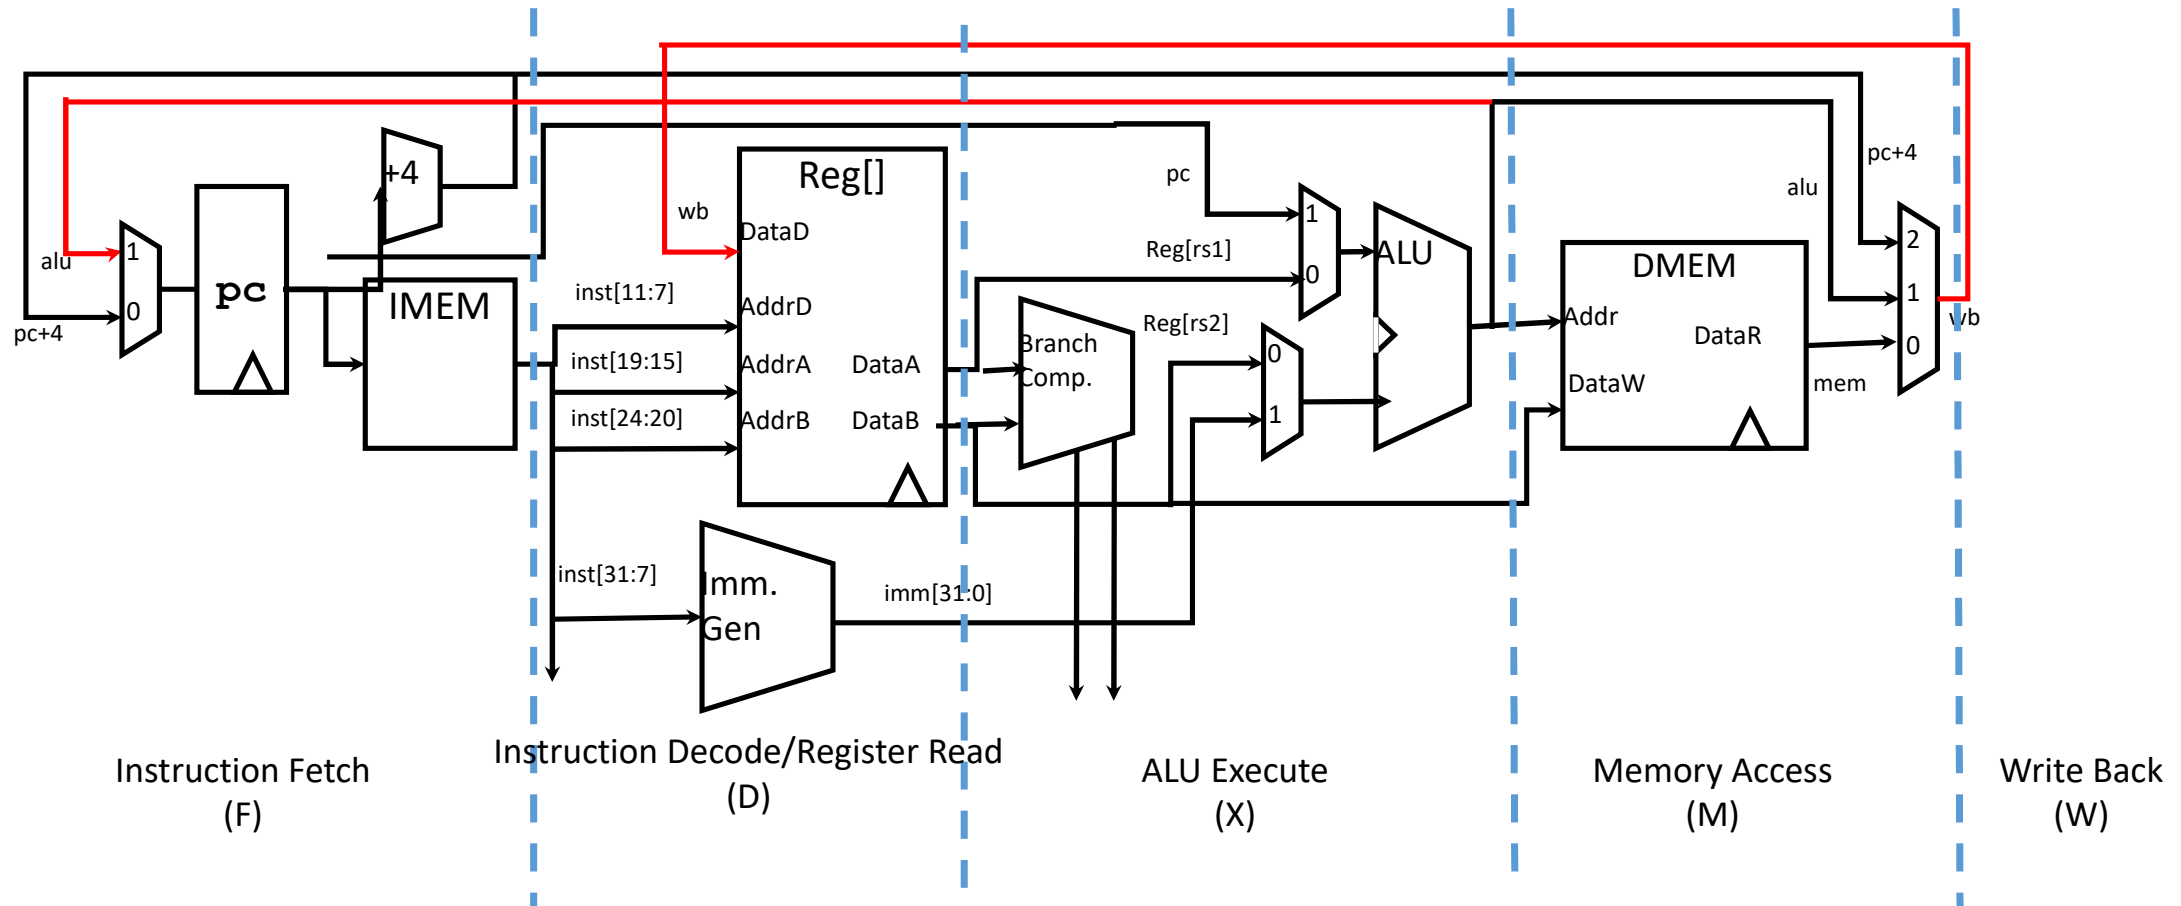 +4
alu
pc+4
1
0
pc
IMEM
Reg[]
wb
DataD
inst[11:7]
AddrD
inst[19:15]
AddrA
DataA
inst[24:20]
AddrB
DataB
inst[31:7]
Imm.
Gen
imm[31:0]
Branch
Comp.
pc
Reg[rs1]
Reg[rs2]
1
0
0
1
ALU
DMEM
Addr
DataR
DataW
mem
alu
pc+4
2
1
0
wb
Instruction Fetch
(F)
Instruction Decode/Register Read
(D)
ALU Execute
(X)
Memory Access
(M)
Write Back
(W)